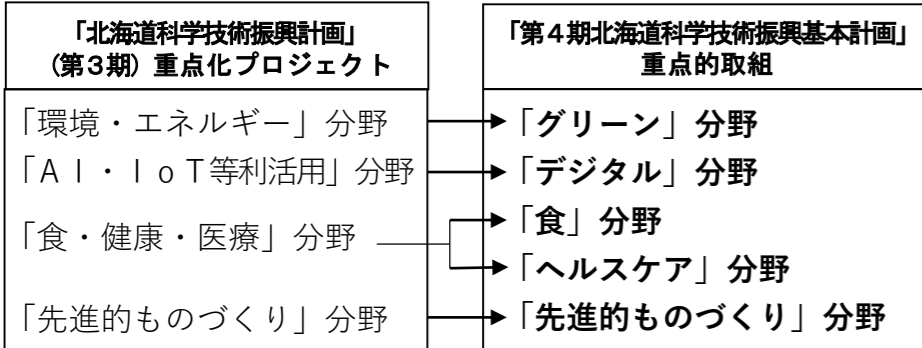 「北海道科学技術振興計画」
(第3期) 重点化プロジェクト
「環境・エネルギー」分野
「ＡＩ・ＩｏＴ等利活用」分野
「食・健康・医療」分野
「先進的ものづくり」分野
「第４期北海道科学技術振興基本計画」
重点的取組
「グリーン」分野
「デジタル」分野
「食」分野
「ヘルスケア」分野
「先進的ものづくり」分野